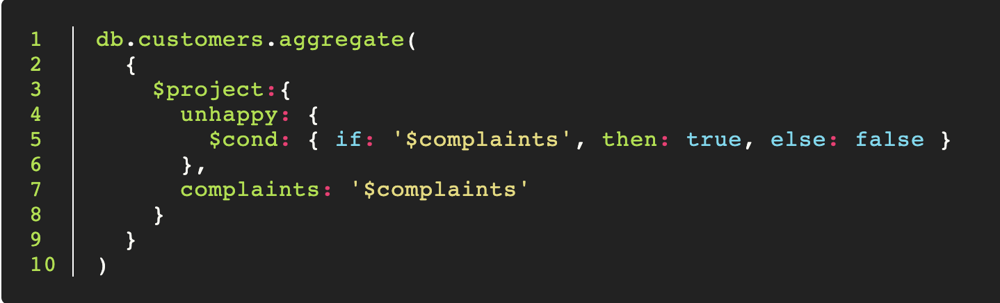 1 db.customers.aggregate(
2 {
3 $project:{
4 unhappy: {
5 $cond: { if: '$complaints', then: true, else: false }
6 },
7 complaints: '$complaints'
8 }
9 }
10 )